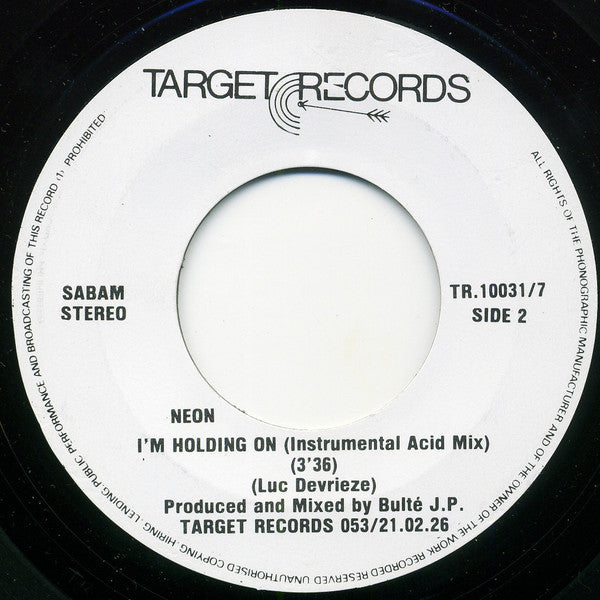 TARGET RECORDS
ALL RIGHTS OF THE PHONOGRAPHIC MANUFACTURER AND OF THE OWNER OF THE WORK RECORDED RESERVED UNAUTHORISED COPYING, HIRING, LENDING, PUBLIC PERFORMANCE AND BROADCASTING OF THIS RECORD (1) PROHIBITED
SABAM
STEREO
TR.10031/7
SIDE 2
NEON
I'M HOLDING ON (Instrumental Acid Mix)
(3'36)
(Luc Devrieze)
Produced and Mixed by Bulté J.P.
TARGET RECORDS 053/21.02.26